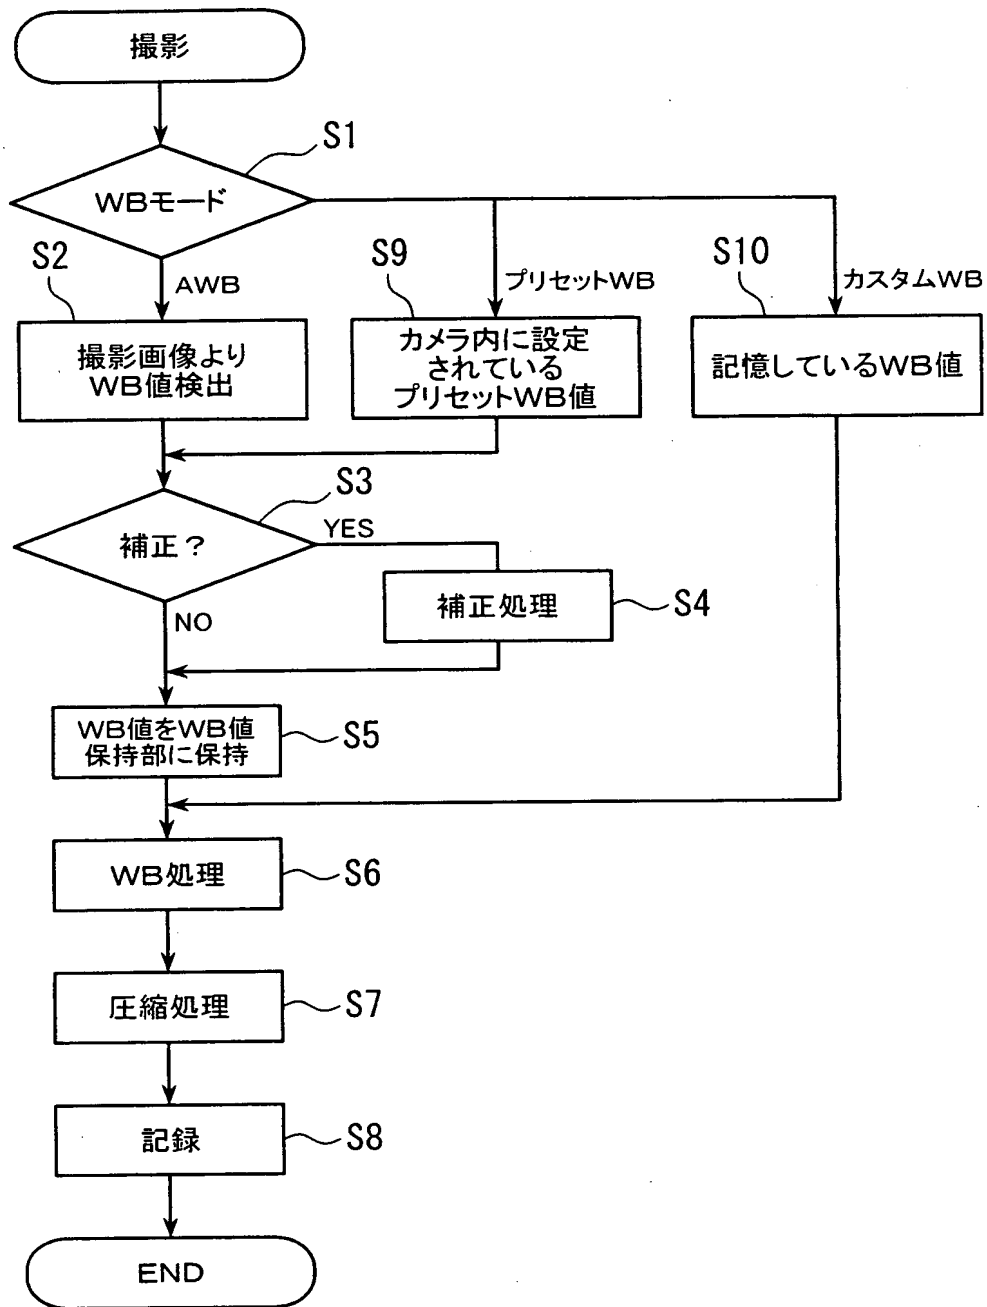 撮影
S1
WBモード
S2
AWB
S9
プリセットWB
S10
カスタムWB
撮影画像より
WB値検出
カメラ内に設定
されている
プリセットWB値
記憶しているWB値
S3
補正？
YES
NO
補正処理
S4
WB値をWB値
保持部に保持
S5
WB処理
S6
圧縮処理
S7
記録
S8
END